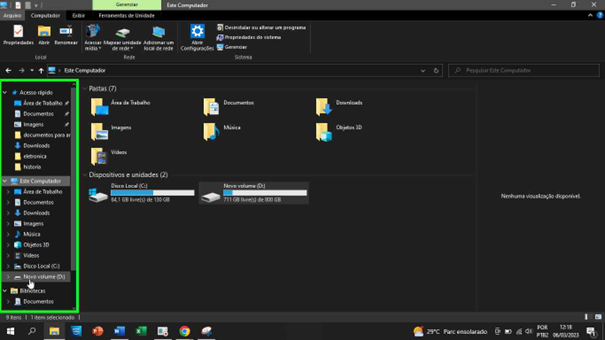 Gerenciar
Este Computador
Arquivo
Computador
Exibir
Ferramentas de Unidade
Propriedades
Abrir
Renomear
Acessar mídia
Mapear unidade de rede
Adicionar um local de rede
Abrir Configurações
Desinstalar ou alterar um programa
Propriedades do sistema
Gerenciar
Local
Rede
Sistema
Este Computador
Pesquisar Este Computador
Acesso rápido
Área de Trabalho
Documentos
Imagens
documentos para en
Downloads
eletronica
historia
Este Computador
Área de Trabalho
Documentos
Downloads
Imagens
Música
Objetos 3D
Vídeos
Disco Local (C:)
Novo volume (D:)
Bibliotecas
Documentos
Pastas (7)
Área de Trabalho
Documentos
Downloads
Imagens
Música
Objetos 3D
Vídeos
Dispositivos e unidades (2)
Disco Local (C:)
64,1 GB livre(s) de 130 GB
Novo volume (D:)
711 GB livre(s) de 800 GB
Nenhuma visualização disponível.
9 itens
1 item selecionado
29°C Parc ensolarado
POR
PTB2
12:18
06/03/2023